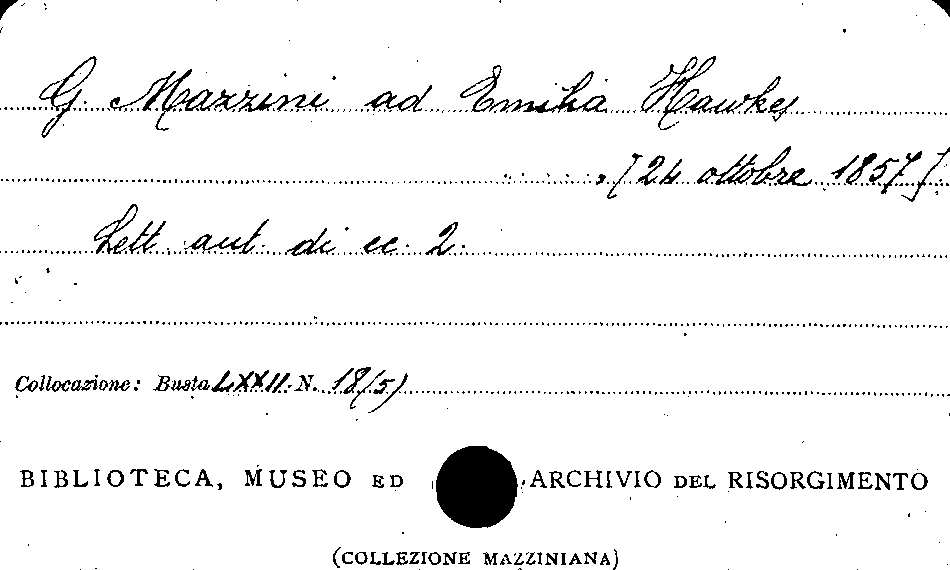 G. Mazzini ad Emilia Hawkes
, [24 ottobre 1857].
Lett. aut. di cc. 2.
Collocazione: Busta LXXII. N. 18(5)
BIBLIOTECA, MUSEO ED ARCHIVIO DEL RISORGIMENTO
(COLLEZIONE MAZZINIANA)